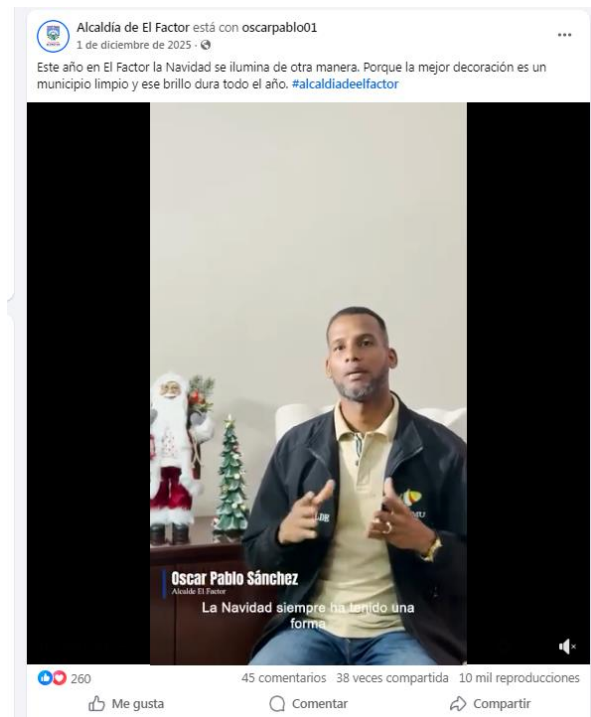 Alcaldía de El Factor está con oscarpablo01
1 de diciembre de 2025 ·
Este año en El Factor la Navidad se ilumina de otra manera. Porque la mejor decoración es un
municipio limpio y ese brillo dura todo el año. #alcaldiadeelfactor
Oscar Pablo Sánchez
Alcalde El Factor
La Navidad siempre ha tenido una
forma
260
45 comentarios 38 veces compartida 10 mil reproducciones
Me gusta Comentar Compartir